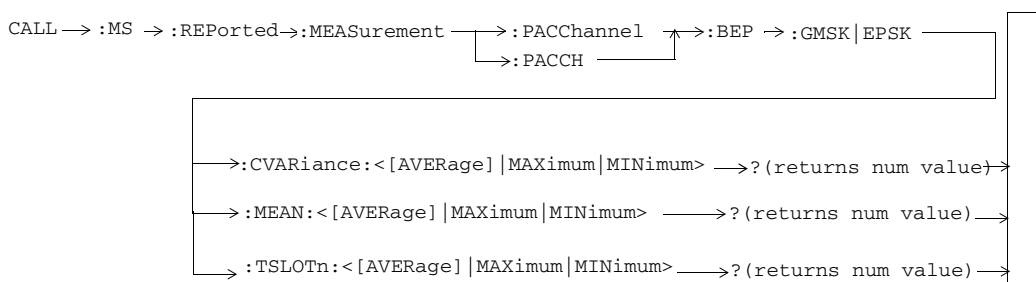 CALL :MS :REPorted :MEASurement :PACChannel :BEP :GMSK|EPSK
:PACCH
:CVARiance:<[AVERage]|MAXimum|MINimum> ?(returns num value)
:MEAN:<[AVERage]|MAXimum|MINimum> ?(returns num value)
:TSLOTn:<[AVERage]|MAXimum|MINimum> ?(returns num value)